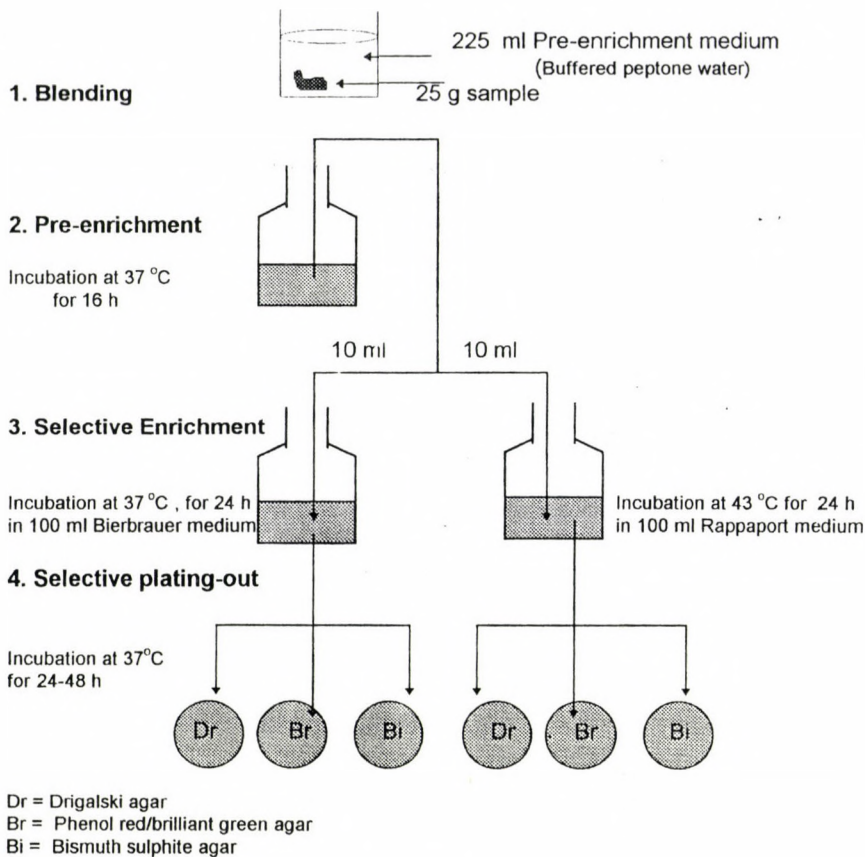 225 ml Pre-enrichment medium
(Buffered peptone water)
1. Blending
25 g sample
2. Pre-enrichment
Incubation at 37 °C
for 16 h
10 ml 10 ml
3. Selective Enrichment
Incubation at 37 °C , for 24 h
in 100 ml Bierbrauer medium
Incubation at 43 °C for 24 h
in 100 ml Rappaport medium
4. Selective plating-out
Incubation at 37°C
for 24-48 h
Dr Br Bi Dr Br Bi
Dr = Drigalski agar
Br = Phenol red/brilliant green agar
Bi = Bismuth sulphite agar